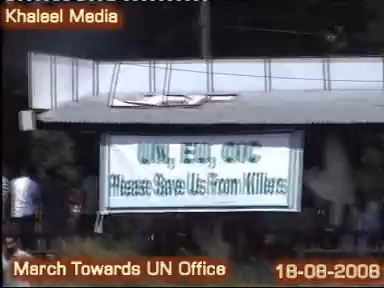 Khaleel Media
UN, EU, OIC
Please Save Us From Killers
March Towards UN Office
18-08-2008